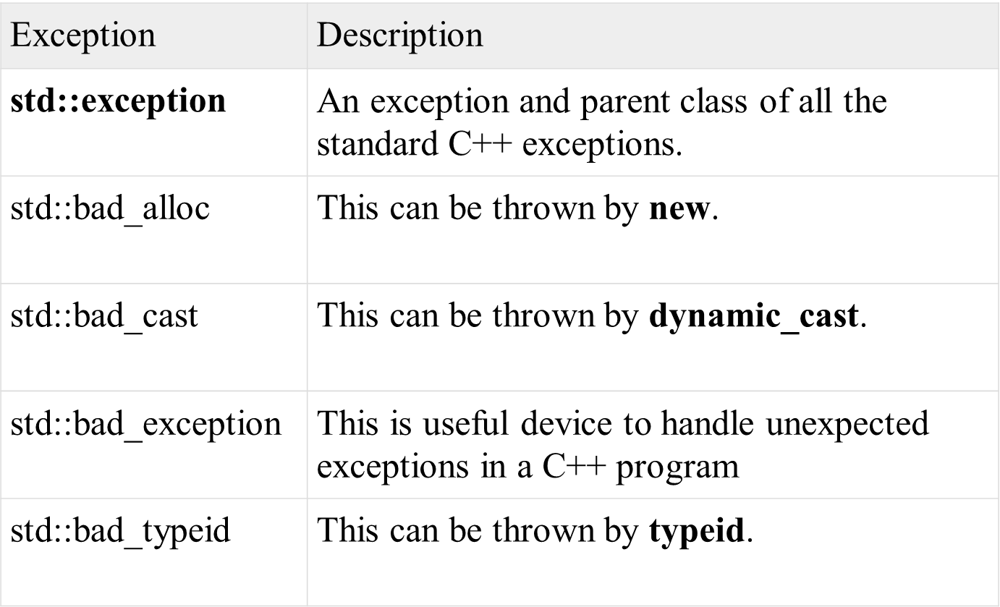 Exception Description
std::exception An exception and parent class of all the
standard C++ exceptions.
std::bad_alloc This can be thrown by new.
std::bad_cast This can be thrown by dynamic_cast.
std::bad_exception This is useful device to handle unexpected
exceptions in a C++ program
std::bad_typeid This can be thrown by typeid.